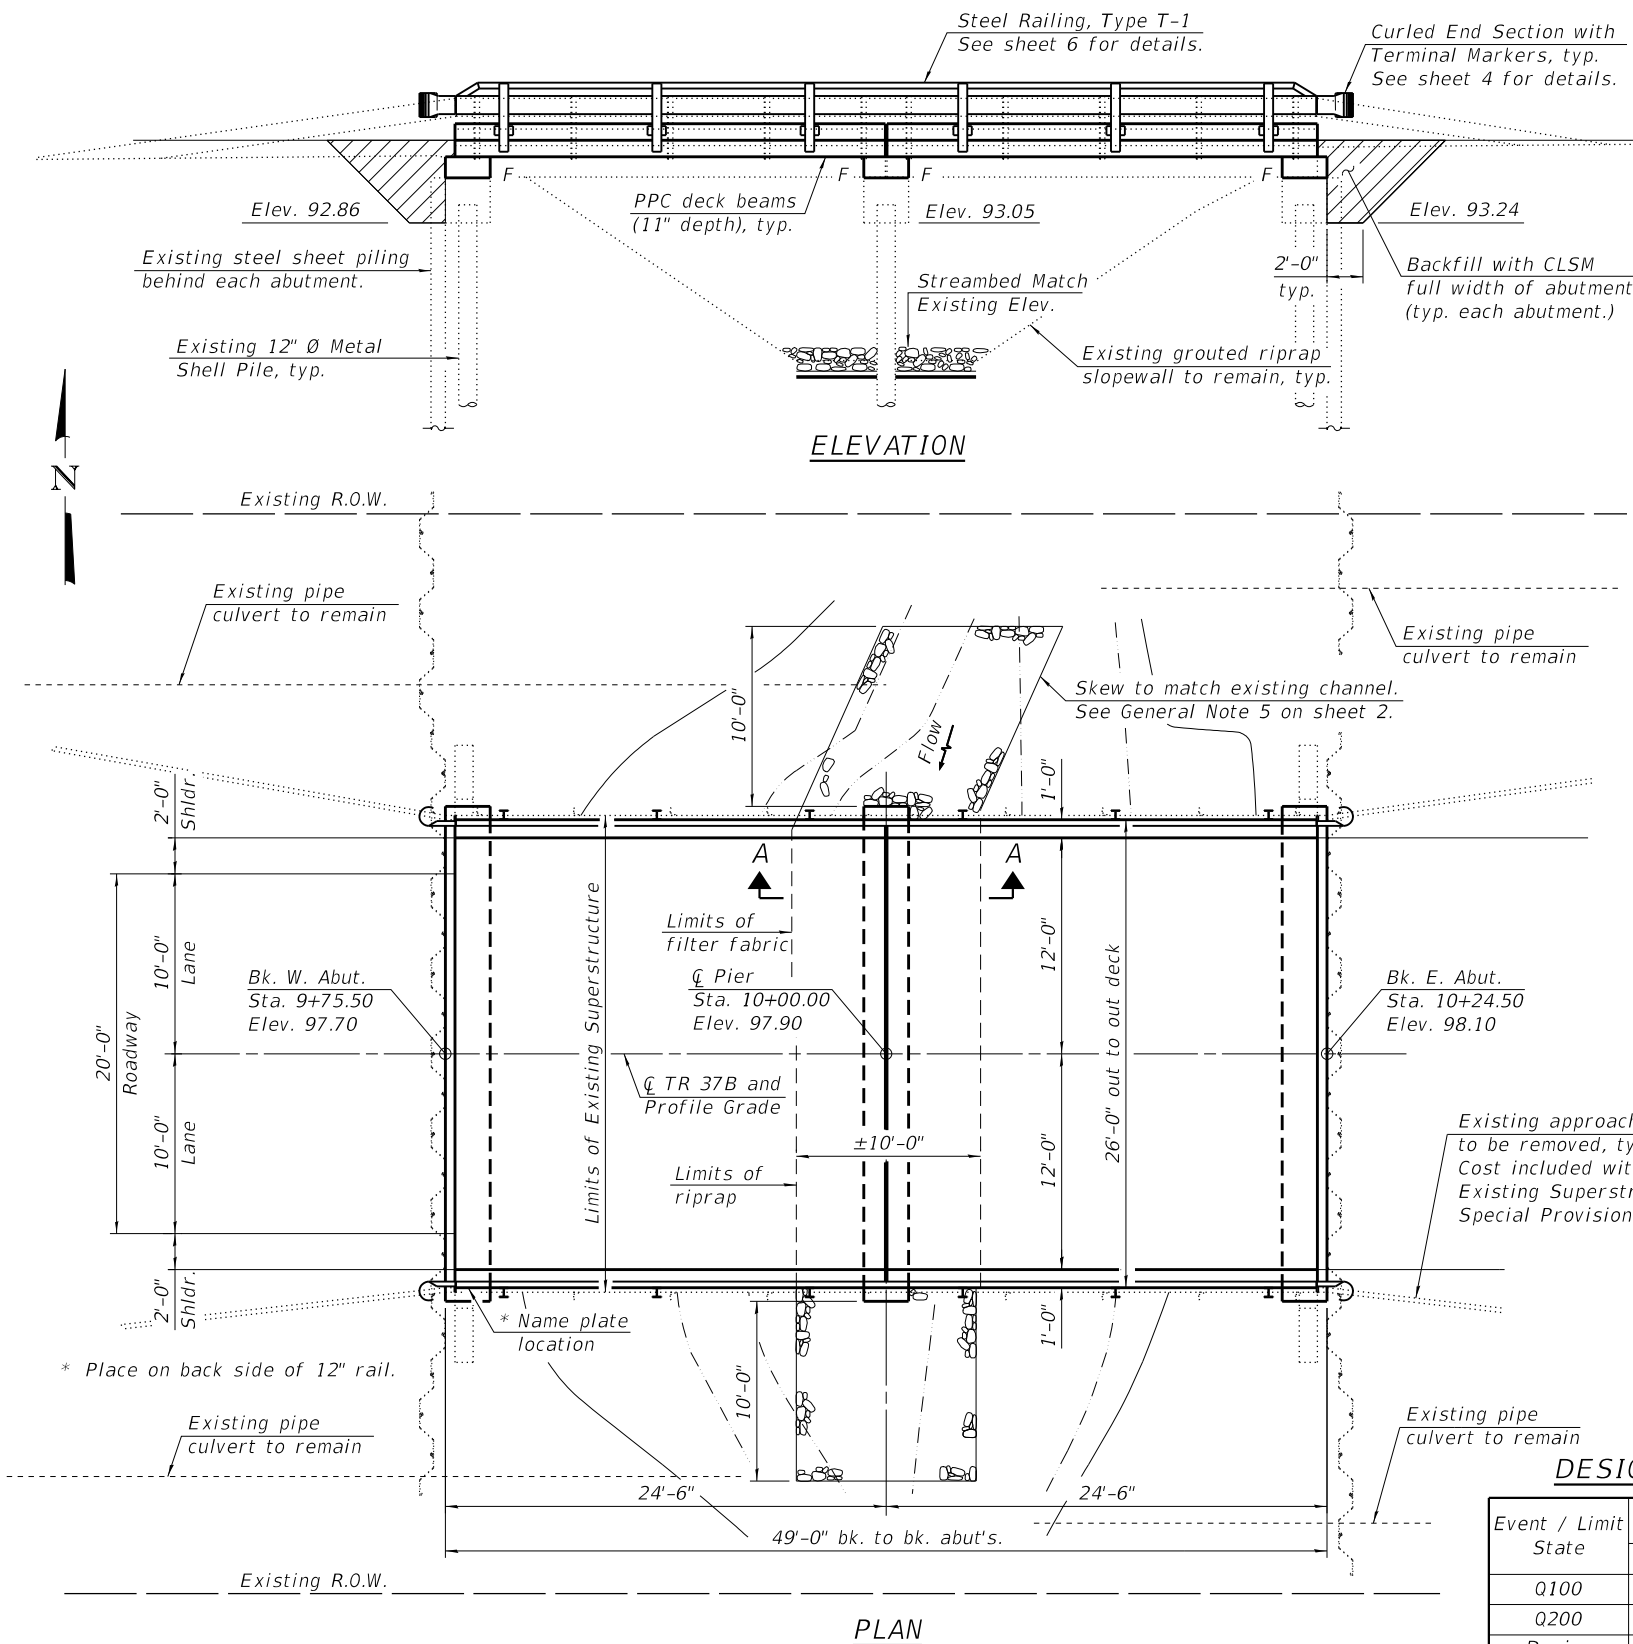 Steel Railing, Type T-1
See sheet 6 for details.
Curled End Section with
Terminal Markers, typ.
See sheet 4 for details.
F
F
F
F
Elev. 92.86
PPC deck beams
(11" depth), typ.
Elev. 93.05
Elev. 93.24
Existing steel sheet piling
behind each abutment.
2'-0"
typ.
Backfill with CLSM
full width of abutment
(typ. each abutment.)
Streambed Match
Existing Elev.
Existing 12" Ø Metal
Shell Pile, typ.
Existing grouted riprap
slopewall to remain, typ.
ELEVATION
N
Existing R.O.W.
Existing pipe
culvert to remain
Existing pipe
culvert to remain
10'-0"
Flow
Skew to match existing channel.
See General Note 5 on sheet 2.
2'-0"
Shldr.
1'-0"
A
A
20'-0"
Roadway
10'-0"
Lane
10'-0"
Lane
Limits of
filter fabric
Limits of Existing Superstructure
12'-0"
26'-0" out to out deck
Bk. W. Abut.
Sta. 9+75.50
Elev. 97.70
℄ Pier
Sta. 10+00.00
Elev. 97.90
Bk. E. Abut.
Sta. 10+24.50
Elev. 98.10
℄ TR 37B and
Profile Grade
±10'-0"
12'-0"
Limits of
riprap
Existing approach
to be removed, ty
Cost included wit
Existing Superstr
Special Provision
2'-0"
Shldr.
1'-0"
* Name plate
location
* Place on back side of 12" rail.
10'-0"
Existing pipe
culvert to remain
Existing pipe
culvert to remain
24'-6"
24'-6"
49'-0" bk. to bk. abut's.
Existing R.O.W.
PLAN
DESIG
Event / Limit
State
Q100
Q200